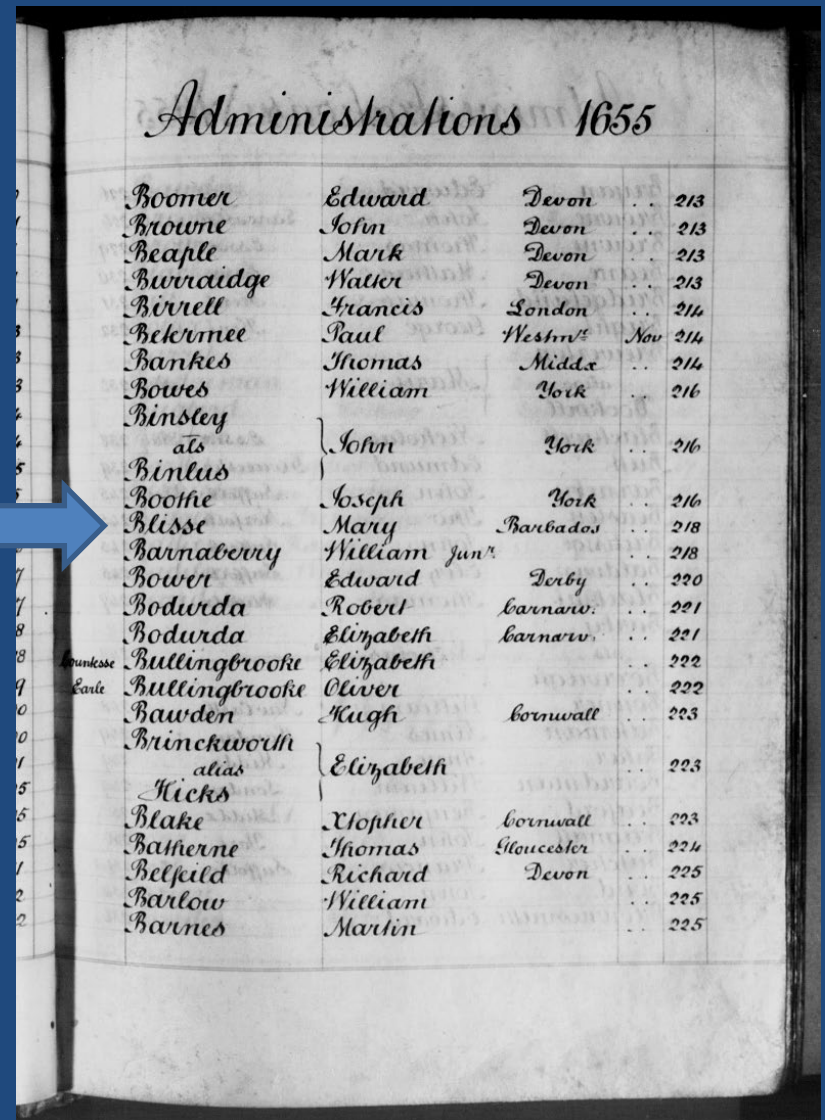 Administrations 1655
Boomer Edward Devon . . 213
Browne John Devon . . 213
Beaple Mark Devon . . 213
Burraidge Walter Devon . . 213
Birrell Francis London . . 214
Bekermee Paul Westmr Nov 214
Bankes Thomas Middx . . 214
Bowes William York . . 216
Binsley
als John York . . 216
Binlus
Boothe Joseph York . . 216
Blisse Mary Barbados . . 218
Barnaberry William Junr . . 218
Bower Edward Derby . . 220
Bodurda Robert Carnarv. . . 221
Bodurda Elizabeth Carnarv. . . 221
Countesse Bullingbrooke Elizabeth . . 222
Earle Bullingbrooke Oliver . . 222
Bawden Hugh Cornwall . . 223
Brinckworth
alias Elizabeth . . 223
Hicks
Blake Xtopher Cornwall . . 223
Batherne Thomas Gloucester . . 224
Belfeild Richard Devon . . 225
Barlow William . . 225
Barnes Martin . . 225